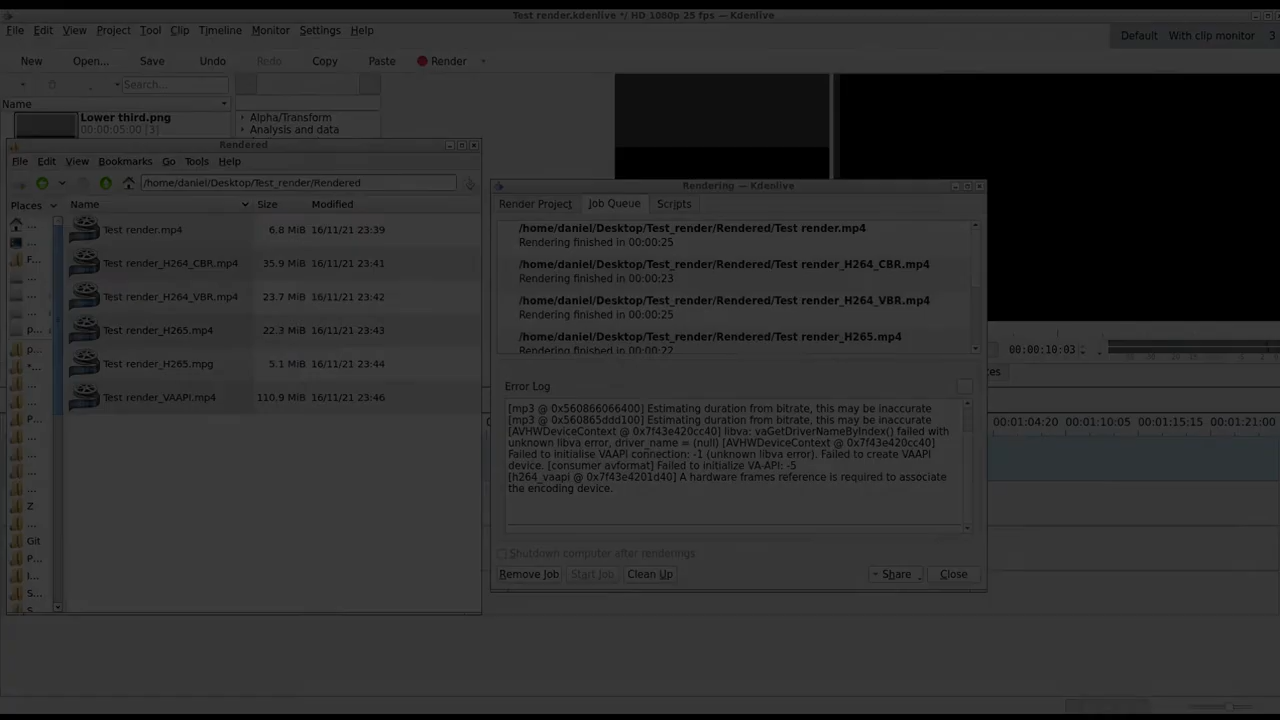 Test render.kdenlive */ HD 1080p 25 fps — Kdenlive
File Edit View Project Tool Clip Timeline Monitor Settings Help
Default With clip monitor 3
New Open... Save Undo Redo Copy Paste Render
Search...
Name
Lower third.png
00:00:05:00 [3]
Alpha/Transform
Analysis and data
Rendered
File Edit View Bookmarks Go Tools Help
/home/daniel/Desktop/Test_render/Rendered
Places
Name Size Modified
Test render.mp4 6.8 MiB 16/11/21 23:39
Test render_H264_CBR.mp4 35.9 MiB 16/11/21 23:41
Test render_H264_VBR.mp4 23.7 MiB 16/11/21 23:42
Test render_H265.mp4 22.3 MiB 16/11/21 23:43
Test render_H265.mpg 5.1 MiB 16/11/21 23:44
Test render_VAAPI.mp4 110.9 MiB 16/11/21 23:46
...
...
F...
...
...
...
p...
p...
*...
...
...
P...
...
...
...
Z
...
Git
P...
I...
S...
S
Rendering — Kdenlive
Render Project Job Queue Scripts
/home/daniel/Desktop/Test_render/Rendered/Test render.mp4
Rendering finished in 00:00:25
/home/daniel/Desktop/Test_render/Rendered/Test render_H264_CBR.mp4
Rendering finished in 00:00:23
/home/daniel/Desktop/Test_render/Rendered/Test render_H264_VBR.mp4
Rendering finished in 00:00:25
/home/daniel/Desktop/Test_render/Rendered/Test render_H265.mp4
Rendering finished in 00:00:22
Error Log
[mp3 @ 0x560866066400] Estimating duration from bitrate, this may be inaccurate
[mp3 @ 0x560865ddd100] Estimating duration from bitrate, this may be inaccurate
[AVHWDeviceContext @ 0x7f43e420cc40] libva: vaGetDriverNameByIndex() failed with
unknown libva error, driver_name = (null) [AVHWDeviceContext @ 0x7f43e420cc40]
Failed to initialise VAAPI connection: -1 (unknown libva error). Failed to create VAAPI
device. [consumer avformat] Failed to initialize VA-API: -5
[h264_vaapi @ 0x7f43e4201d40] A hardware frames reference is required to associate
the encoding device.
Shutdown computer after renderings
Remove Job Start Job Clean Up Share Close
00:00:10:03
es
00:01:04:20 00:01:10:05 00:01:15:15 00:01:21:00